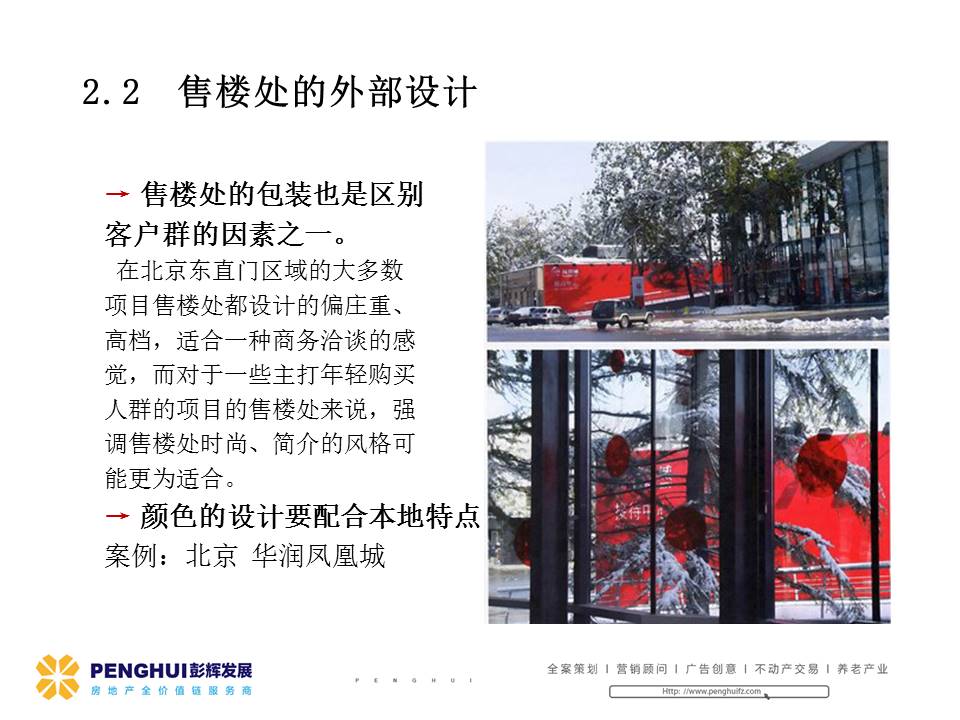 2.2 售楼处的外部设计
→ 售楼处的包装也是区别
客户群的因素之一。
在北京东直门区域的大多数
项目售楼处都设计的偏庄重、
高档，适合一种商务洽谈的感
觉，而对于一些主打年轻购买
人群的项目的售楼处来说，强
调售楼处时尚、简介的风格可
能更为适合。
→ 颜色的设计要配合本地特点
案例：北京 华润凤凰城
PENGHUI彭辉发展
房地产全价值链服务商
PENGHUI
全案策划 I 营销顾问 I 广告创意 I 不动产交易 I 养老产业
Http: //www.penghuifz.com